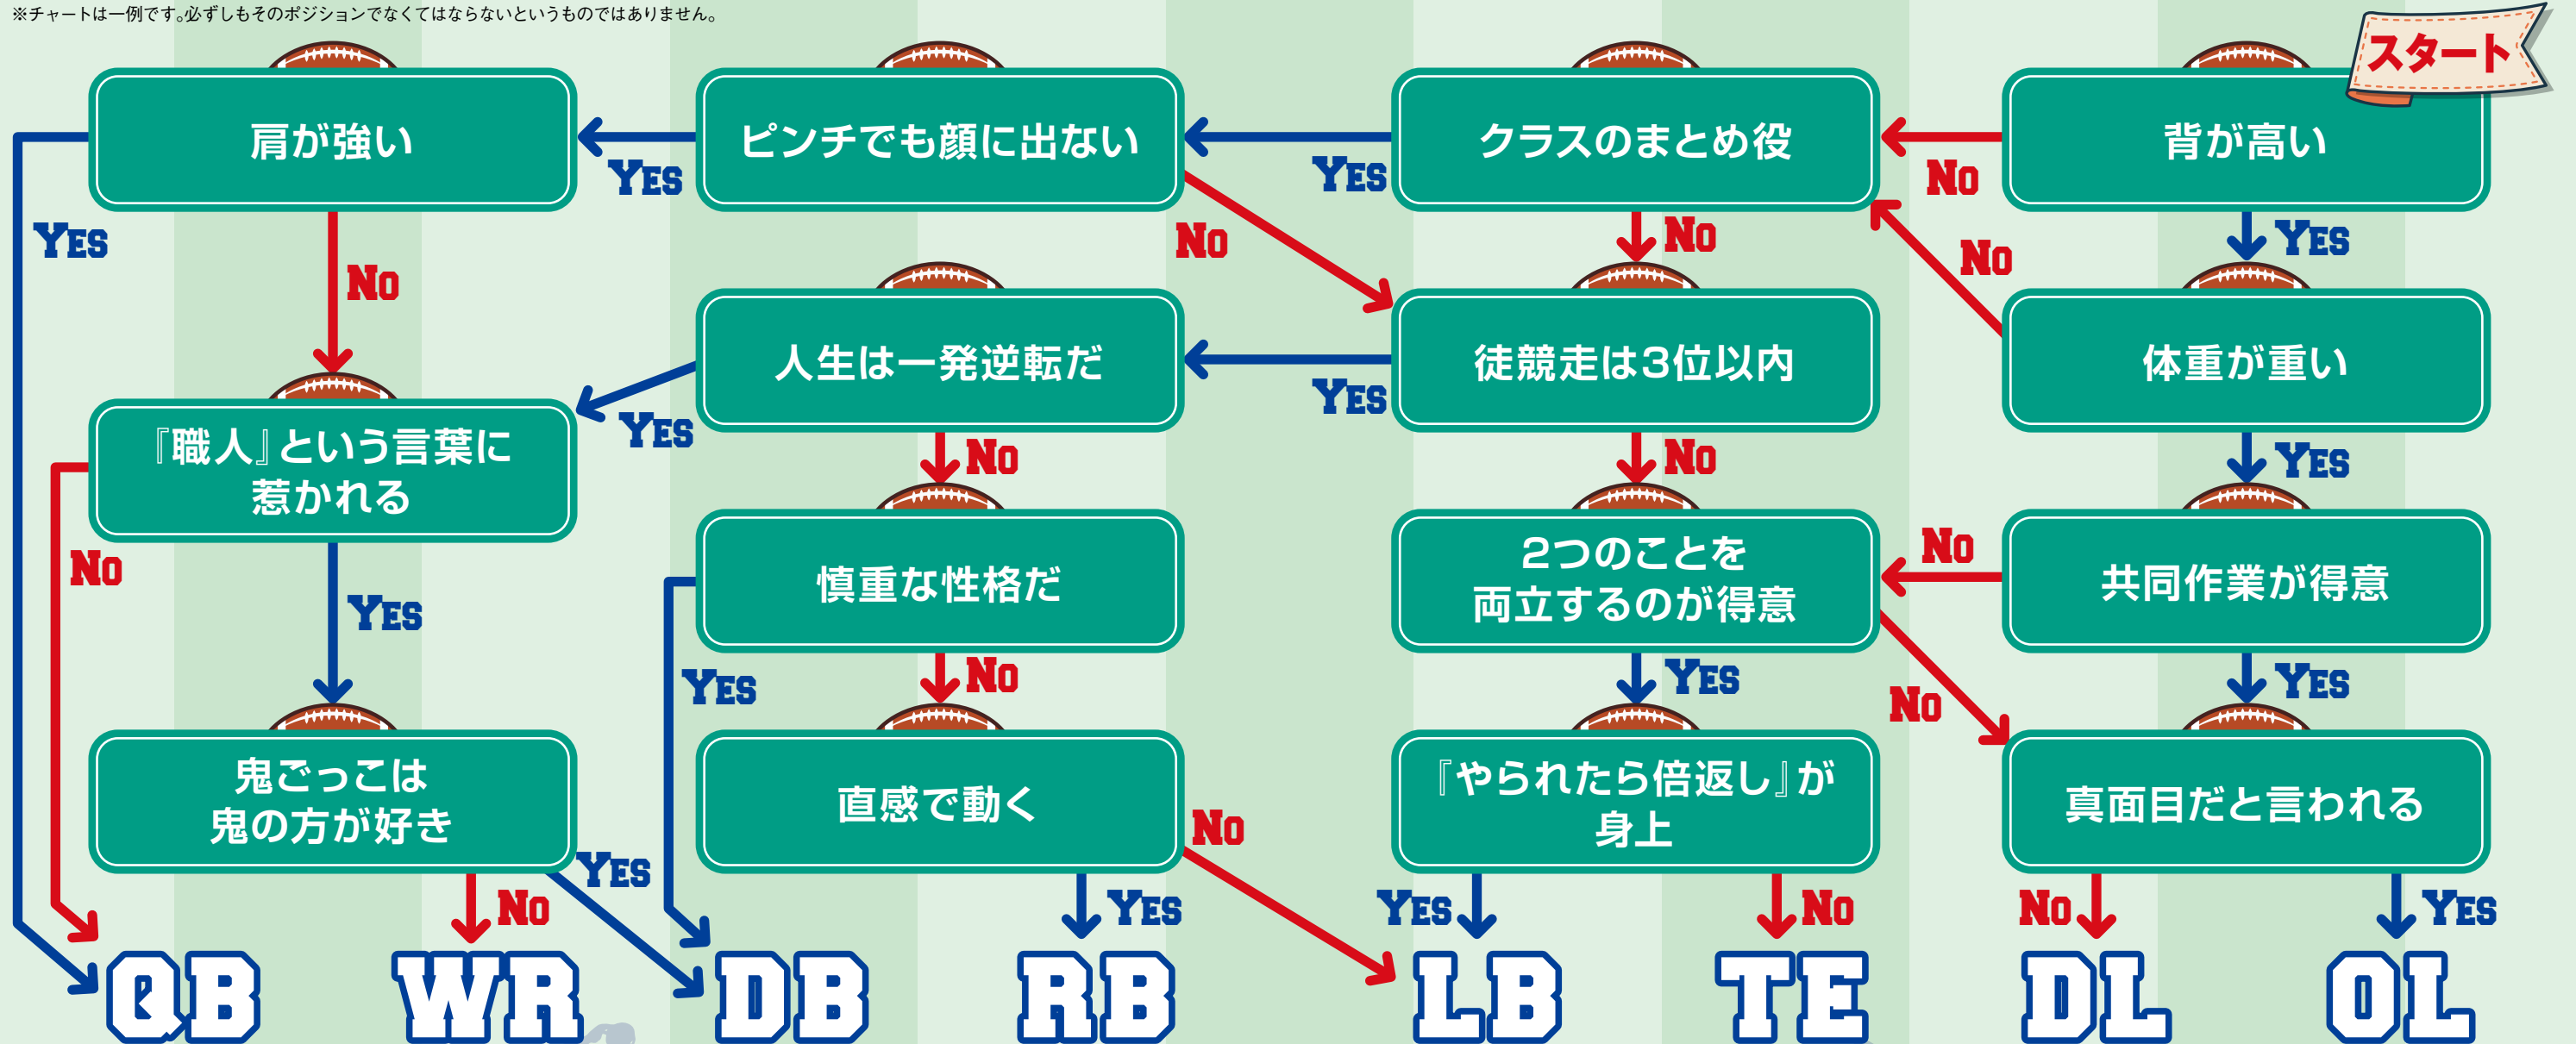 ※チャートは一例です。必ずしもそのポジションでなくてはならないというものではありません。
スタート
肩が強い
ピンチでも顔に出ない
クラスのまとめ役
背が高い
YES
YES
NO
YES
NO
NO
NO
YES
NO
人生は一発逆転だ
徒競走は3位以内
体重が重い
YES
YES
NO
NO
YES
『職人』という言葉に
惹かれる
NO
YES
慎重な性格だ
2つのことを
両立するのが得意
NO
共同作業が得意
YES
NO
YES
NO
YES
鬼ごっこは
鬼の方が好き
直感で動く
『やられたら倍返し』が
身上
真面目だと言われる
YES
NO
NO
YES
YES
NO
NO
YES
QB
WR
DB
RB
LB
TE
DL
OL